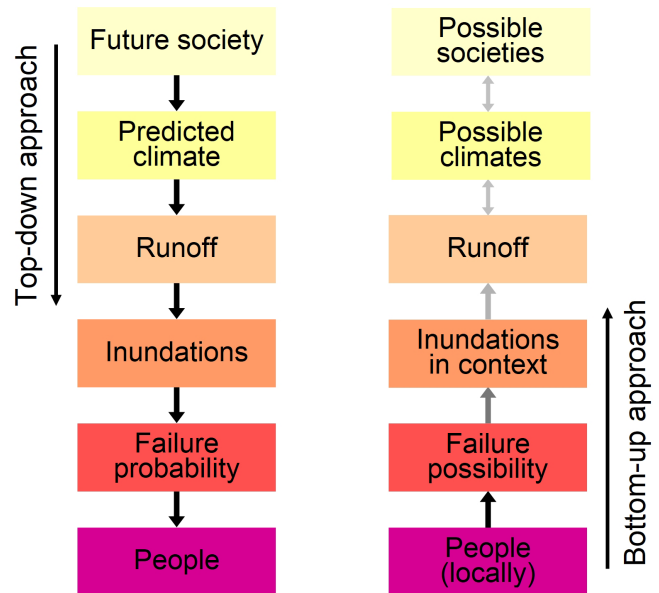 Top-down approach
Future society
Predicted
climate
Runoff
Inundations
Failure
probability
People
Possible
societies
Possible
climates
Runoff
Inundations
in context
Failure
possibility
People
(locally)
Bottom-up approach